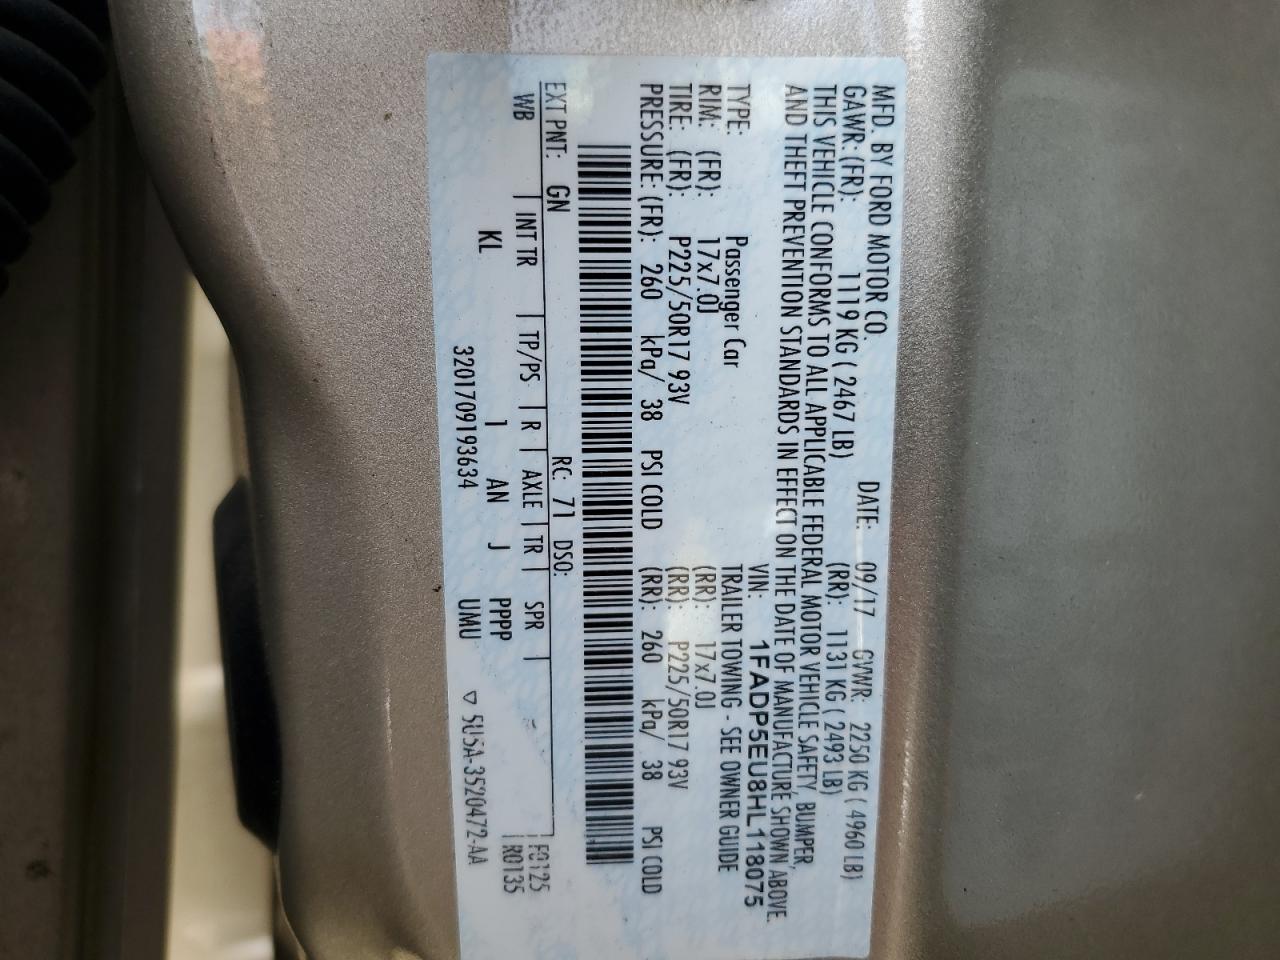 MFD. BY FORD MOTOR CO. DATE: 09/17 GVWR: 2250 KG ( 4960 LB)
GAWR: (FR): 1119 KG ( 2467 LB) (RR): 1131 KG ( 2493 LB)
THIS VEHICLE CONFORMS TO ALL APPLICABLE FEDERAL MOTOR VEHICLE SAFETY, BUMPER,
AND THEFT PREVENTION STANDARDS IN EFFECT ON THE DATE OF MANUFACTURE SHOWN ABOVE.
VIN: 1FADP5EU8HL118075
TYPE: Passenger Car TRAILER TOWING - SEE OWNER GUIDE
RIM: (FR): 17x7.0J (RR) 17x7.0J
TIRE: (FR): P225/50R17 93V (RR): P225/50R17 93V
PRESSURE: (FR): 260 kPa/ 38 PSI COLD (RR): 260 kPa/ 38 PSI COLD
EXT PNT: GN RC: 71 DSO: F0125
WB INT TR TP/PS R AXLE TR SPR R0135
KL 1 AN J PPPP
320170919​3634 UMU ▽ 5U5A-3520472-AA